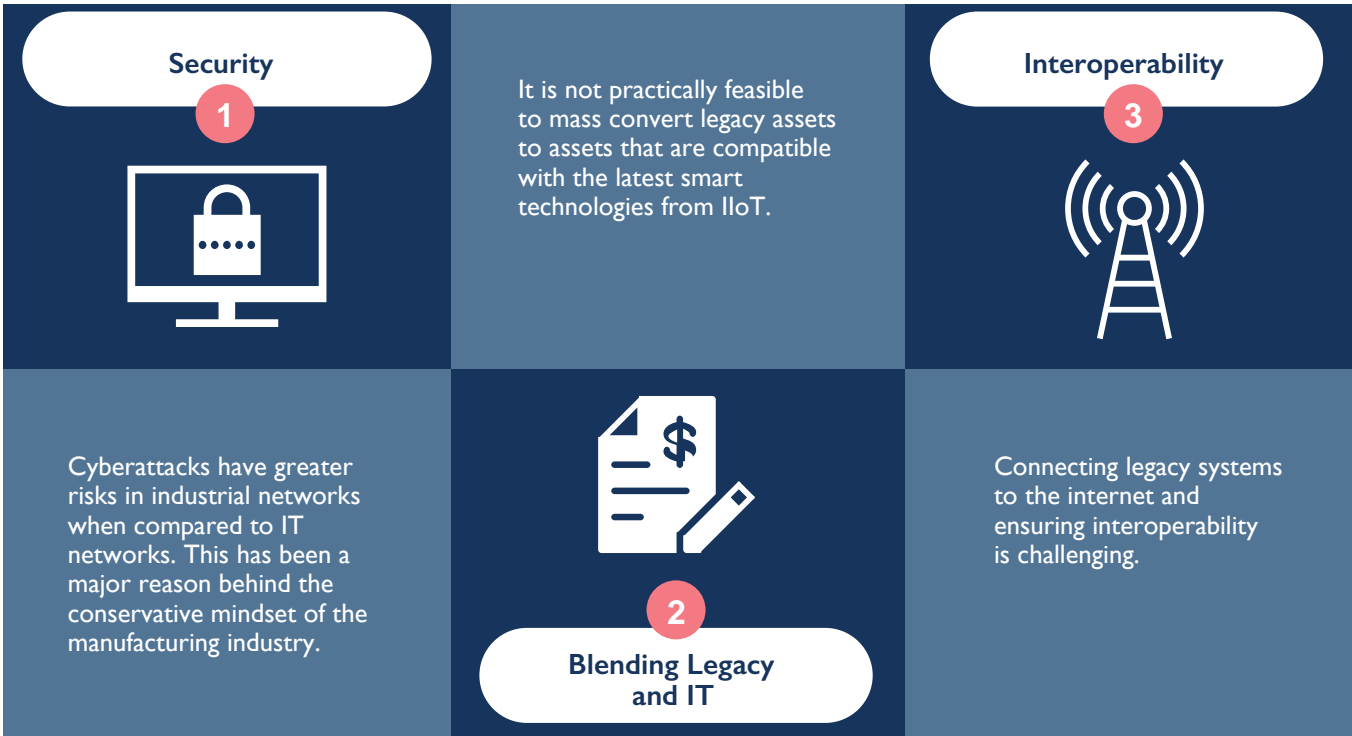 Security
1
Cyberattacks have greater
risks in industrial networks
when compared to IT
networks. This has been a
major reason behind the
conservative mindset of the
manufacturing industry.
It is not practically feasible
to mass convert legacy assets
to assets that are compatible
with the latest smart
technologies from IIoT.
$
2
Blending Legacy
and IT
Interoperability
3
Connecting legacy systems
to the internet and
ensuring interoperability
is challenging.